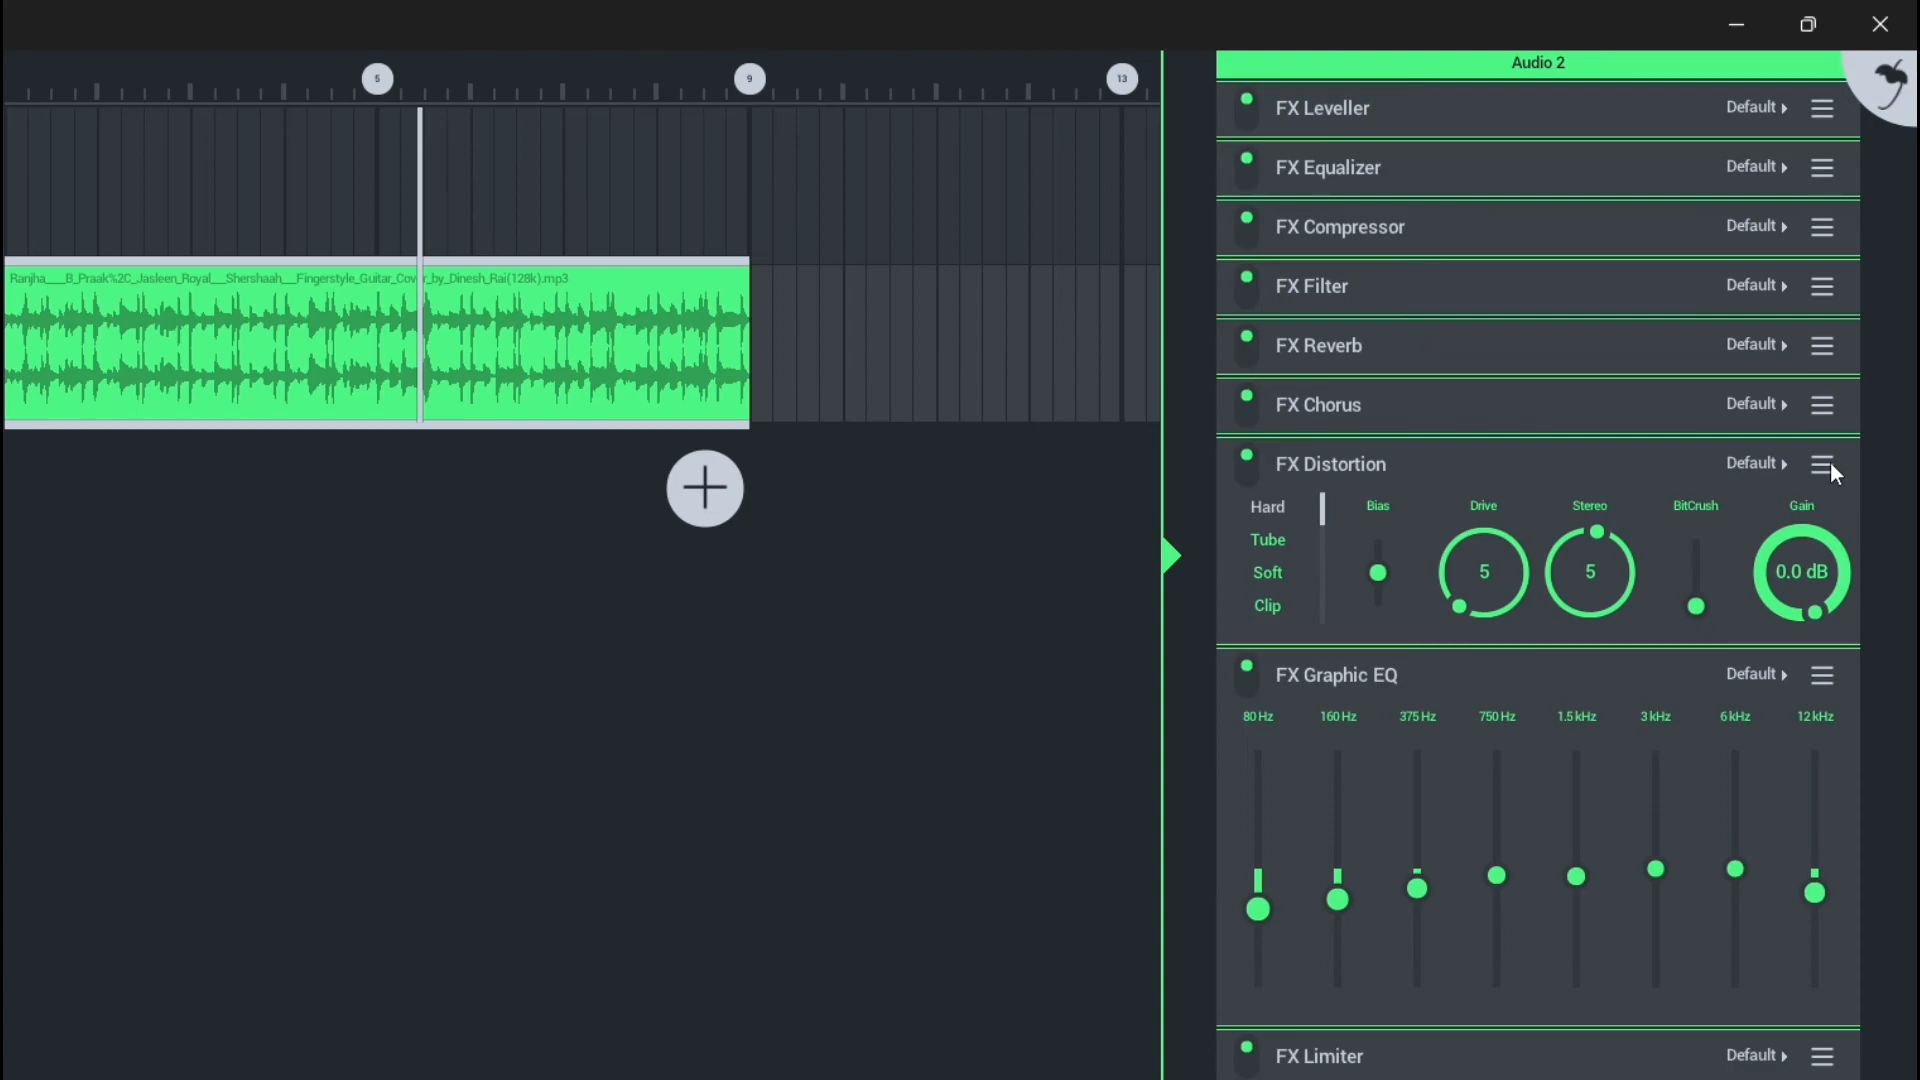 5
9
13
Ranjha___B_Praak%2C_Jasleen_Royal__Shershaah__Fingerstyle_Guitar_Cover_by_Dinesh_Rai(128k).mp3
Audio 2
FX Leveller Default
FX Equalizer Default
FX Compressor Default
FX Filter Default
FX Reverb Default
FX Chorus Default
FX Distortion Default
Hard Bias Drive Stereo BitCrush Gain
Tube
Soft 5 5 0.0 dB
Clip
FX Graphic EQ Default
80 Hz 160 Hz 375 Hz 750 Hz 1.5 kHz 3 kHz 6 kHz 12 kHz
FX Limiter Default